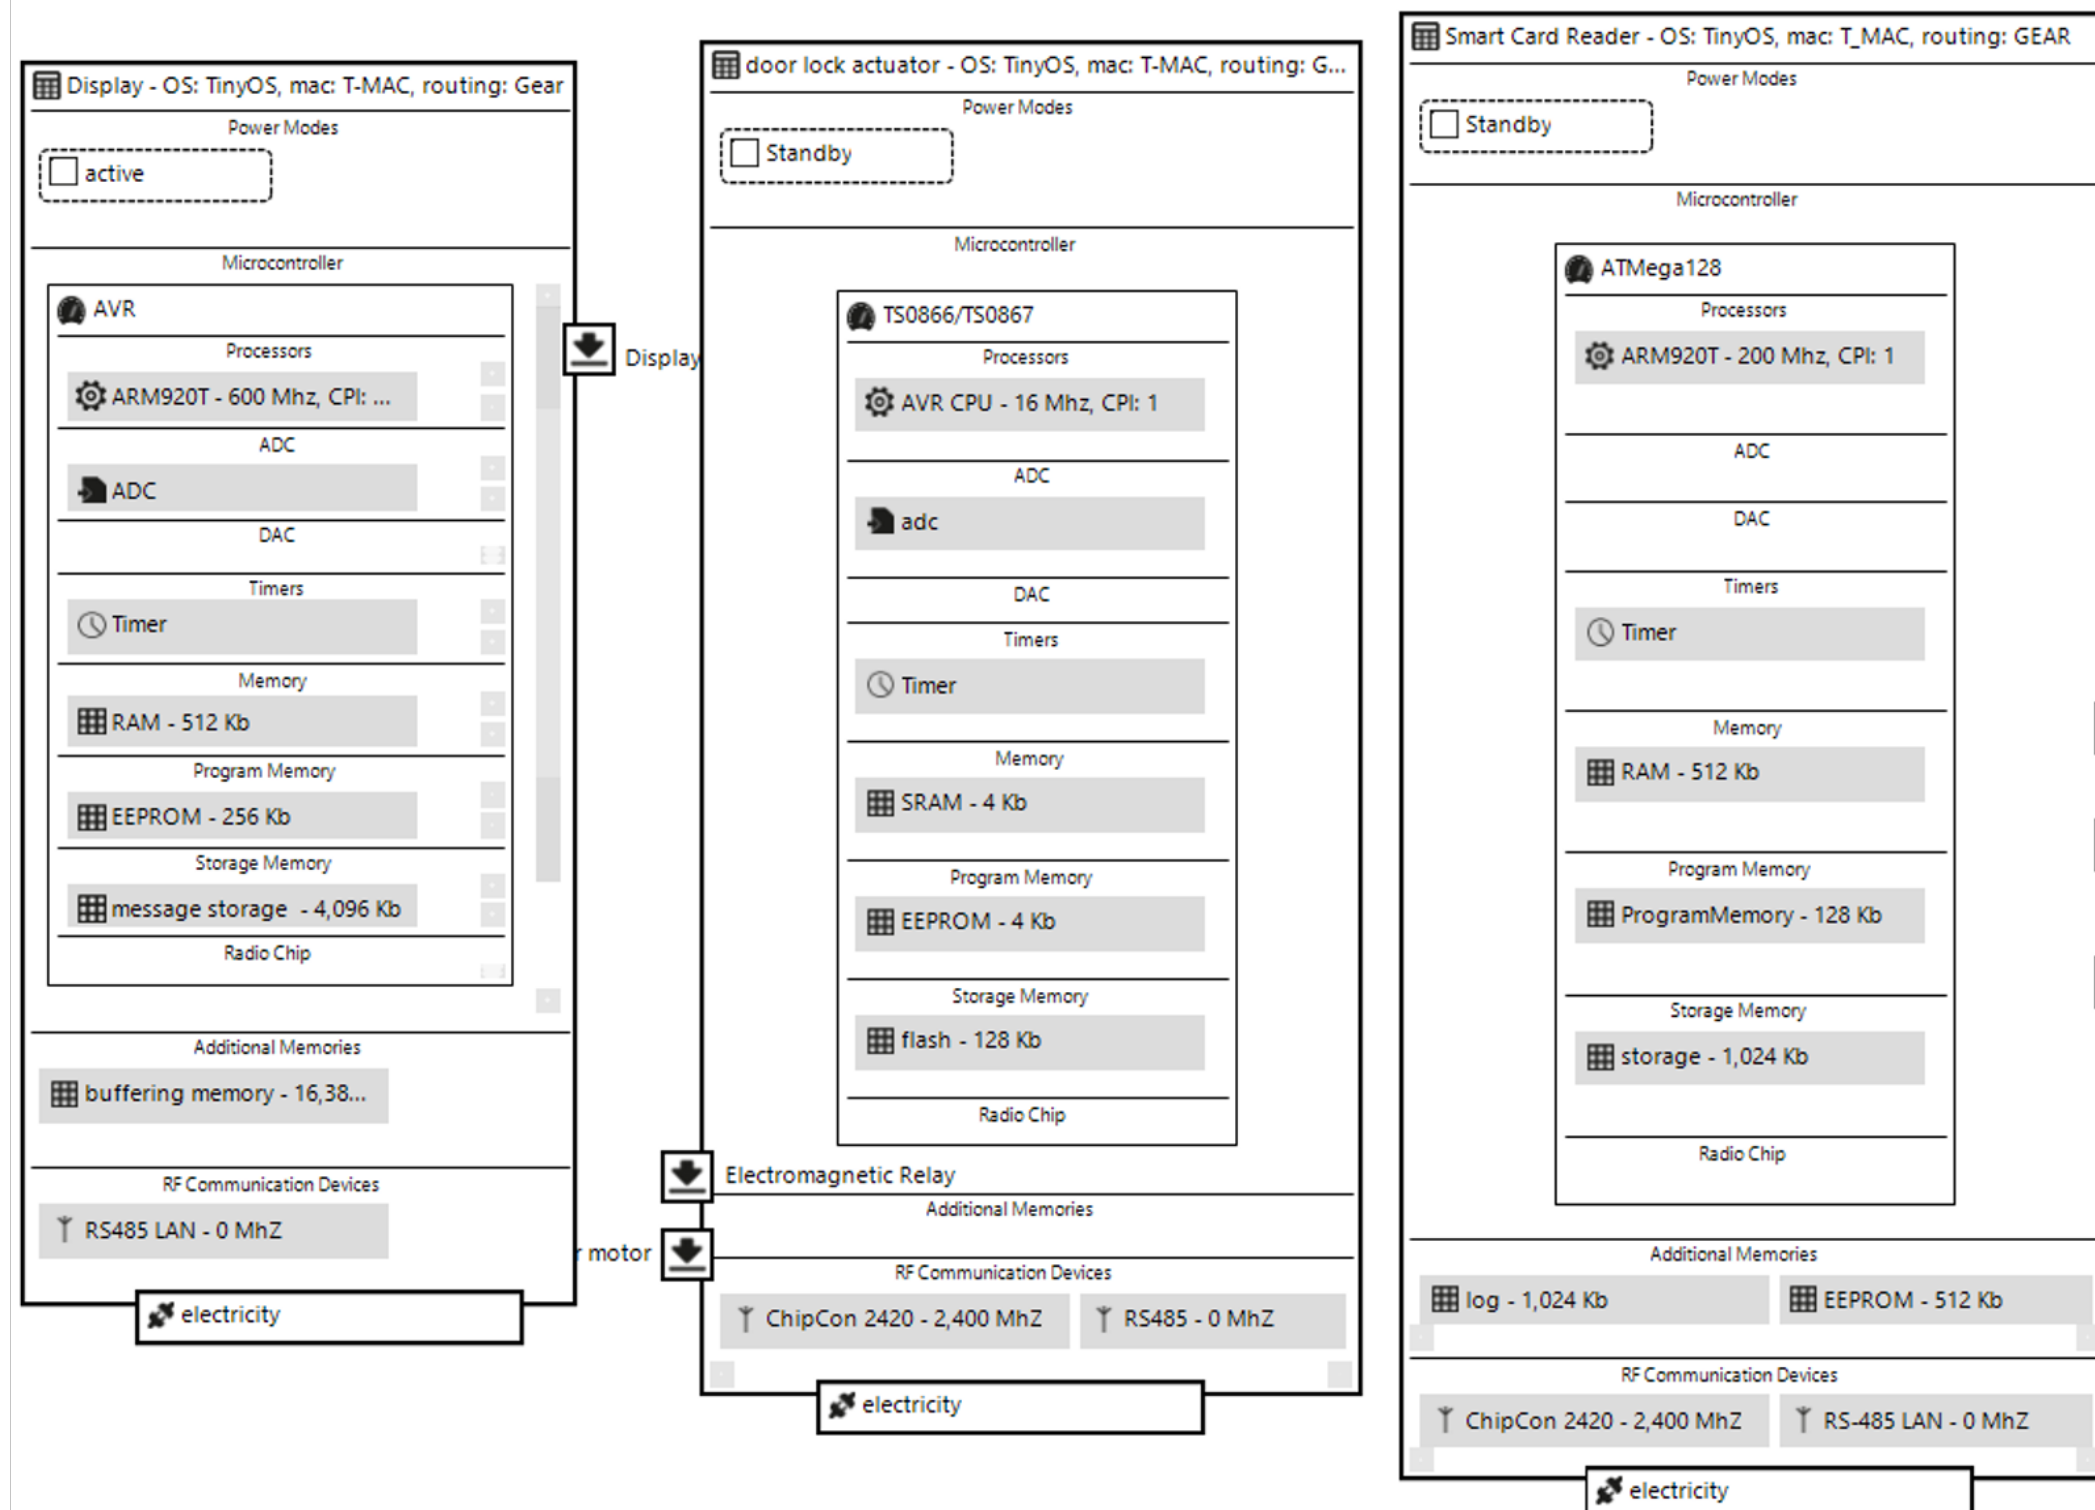 Display - OS: TinyOS, mac: T-MAC, routing: Gear
Power Modes
active
Microcontroller
AVR
Processors
ARM920T - 600 Mhz, CPI: ...
ADC
ADC
DAC
Timers
Timer
Memory
RAM - 512 Kb
Program Memory
EEPROM - 256 Kb
Storage Memory
message storage - 4,096 Kb
Radio Chip
Additional Memories
buffering memory - 16,38...
RF Communication Devices
RS485 LAN - 0 MhZ
electricity
Display
door lock actuator - OS: TinyOS, mac: T-MAC, routing: G...
Power Modes
Standby
Microcontroller
TS0866/TS0867
Processors
AVR CPU - 16 Mhz, CPI: 1
ADC
adc
DAC
Timers
Timer
Memory
SRAM - 4 Kb
Program Memory
EEPROM - 4 Kb
Storage Memory
flash - 128 Kb
Radio Chip
Electromagnetic Relay
Additional Memories
r motor
RF Communication Devices
ChipCon 2420 - 2,400 MhZ
RS485 - 0 MhZ
electricity
Smart Card Reader - OS: TinyOS, mac: T_MAC, routing: GEAR
Power Modes
Standby
Microcontroller
ATMega128
Processors
ARM920T - 200 Mhz, CPI: 1
ADC
DAC
Timers
Timer
Memory
RAM - 512 Kb
Program Memory
ProgramMemory - 128 Kb
Storage Memory
storage - 1,024 Kb
Radio Chip
Additional Memories
log - 1,024 Kb
EEPROM - 512 Kb
RF Communication Devices
ChipCon 2420 - 2,400 MhZ
RS-485 LAN - 0 MhZ
electricity